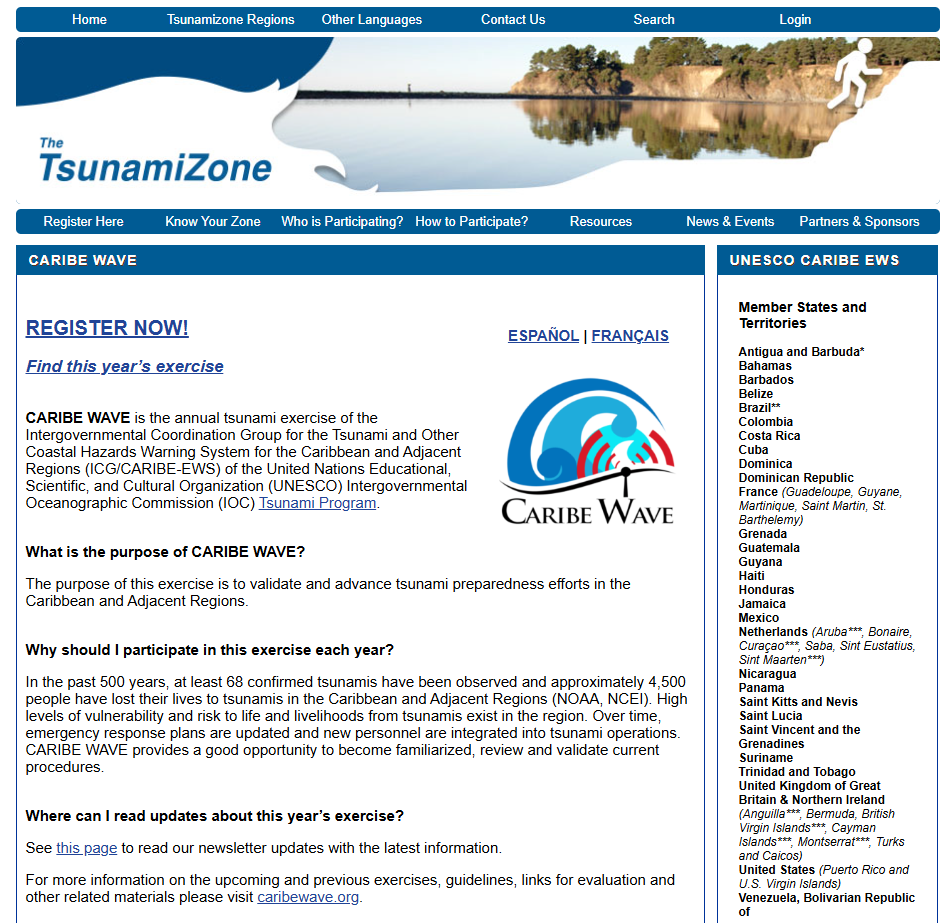 Home Tsunamizone Regions Other Languages Contact Us Search Login
The
TsunamiZone
Register Here Know Your Zone Who is Participating? How to Participate? Resources News & Events Partners & Sponsors
CARIBE WAVE
REGISTER NOW!
ESPAÑOL | FRANÇAIS
Find this year's exercise
CARIBE WAVE is the annual tsunami exercise of the
Intergovernmental Coordination Group for the Tsunami and Other
Coastal Hazards Warning System for the Caribbean and Adjacent
Regions (ICG/CARIBE-EWS) of the United Nations Educational,
Scientific, and Cultural Organization (UNESCO) Intergovernmental
Oceanographic Commission (IOC) Tsunami Program.
CARIBE WAVE
What is the purpose of CARIBE WAVE?
The purpose of this exercise is to validate and advance tsunami preparedness efforts in the
Caribbean and Adjacent Regions.
Why should I participate in this exercise each year?
In the past 500 years, at least 68 confirmed tsunamis have been observed and approximately 4,500
people have lost their lives to tsunamis in the Caribbean and Adjacent Regions (NOAA, NCEI). High
levels of vulnerability and risk to life and livelihoods from tsunamis exist in the region. Over time,
emergency response plans are updated and new personnel are integrated into tsunami operations.
CARIBE WAVE provides a good opportunity to become familiarized, review and validate current
procedures.
Where can I read updates about this year's exercise?
See this page to read our newsletter updates with the latest information.
For more information on the upcoming and previous exercises, guidelines, links for evaluation and
other related materials please visit caribewave.org.
UNESCO CARIBE EWS
Member States and
Territories
Antigua and Barbuda*
Bahamas
Barbados
Belize
Brazil**
Colombia
Costa Rica
Cuba
Dominica
Dominican Republic
France (Guadeloupe, Guyane,
Martinique, Saint Martin, St.
Barthelemy)
Grenada
Guatemala
Guyana
Haiti
Honduras
Jamaica
Mexico
Netherlands (Aruba***, Bonaire,
Curaçao***, Saba, Sint Eustatius,
Sint Maarten***)
Nicaragua
Panama
Saint Kitts and Nevis
Saint Lucia
Saint Vincent and the
Grenadines
Suriname
Trinidad and Tobago
United Kingdom of Great
Britain & Northern Ireland
(Anguilla***, Bermuda, British
Virgin Islands***, Cayman
Islands***, Montserrat***, Turks
and Caicos)
United States (Puerto Rico and
U.S. Virgin Islands)
Venezuela, Bolivarian Republic
of